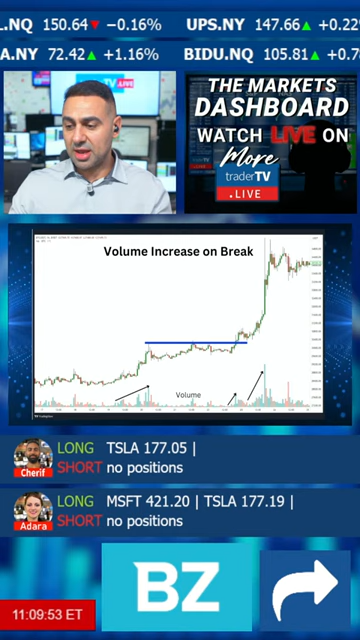 L.NQ 150.64▼ −0.16% UPS.NY 147.66▲ +0.22
A.NY 72.42▲ +1.16% BIDU.NQ 105.81▲ +0.7
THE MARKETS
DASHBOARD
WATCH LIVE ON
More
traderTV
.LIVE
Volume Increase on Break
Volume
LONG TSLA 177.05 |
SHORT no positions
Cherif
LONG MSFT 421.20 | TSLA 177.19 |
SHORT no positions
Adara
11:09:53 ET
BZ